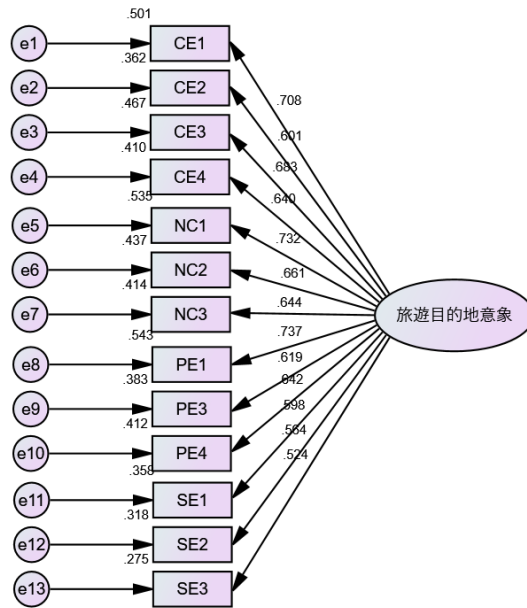 .501
e1
CE1
.362
.708
e2
CE2
.467
.601
e3
CE3
.410
.683
e4
CE4
.535
.640
e5
NC1
.437
.732
e6
NC2
.414
.661
e7
NC3
.543
.644
旅遊目的地意象
e8
PE1
.383
.737
e9
PE3
.412
.619
e10
PE4
.358
.642
e11
SE1
.318
.598
e12
SE2
.275
.564
e13
SE3
.524